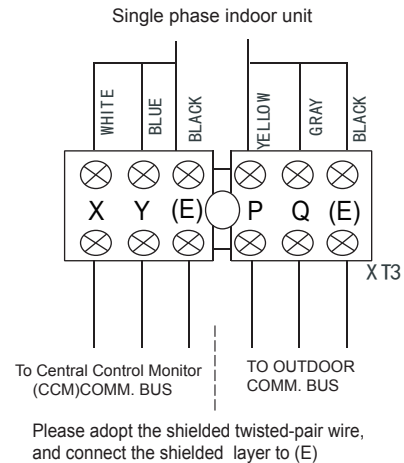 Single phase indoor unit
WHITE
BLUE
BLACK
YELLOW
GRAY
BLACK
X Y (E) P Q (E)
XT3
To Central Control Monitor
(CCM)COMM. BUS
TO OUTDOOR
COMM. BUS
Please adopt the shielded twisted-pair wire,
and connect the shielded layer to (E)